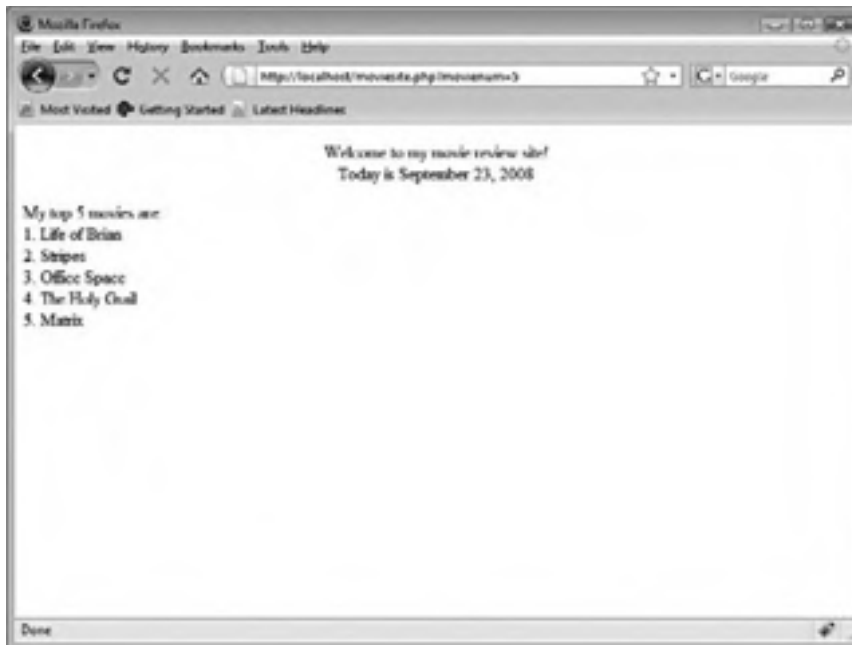 Mozilla Firefox
File Edit View History Bookmarks Tools Help
http://localhost/moviesite.php?movienum=5 Google
Most Visited Getting Started Latest Headlines
Welcome to my movie review site!
Today is September 23, 2008
My top 5 movies are:
1. Life of Brian
2. Stripes
3. Office Space
4. The Holy Grail
5. Matrix
Done